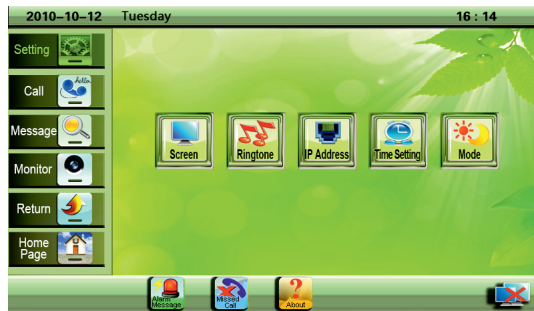 2010-10-12 Tuesday 16 : 14
Setting
Call
hello
Message
Monitor
Return
Home
Page
Screen Ringtone IP Address Time Setting Mode
Alarm
Message
Missed
Call
About